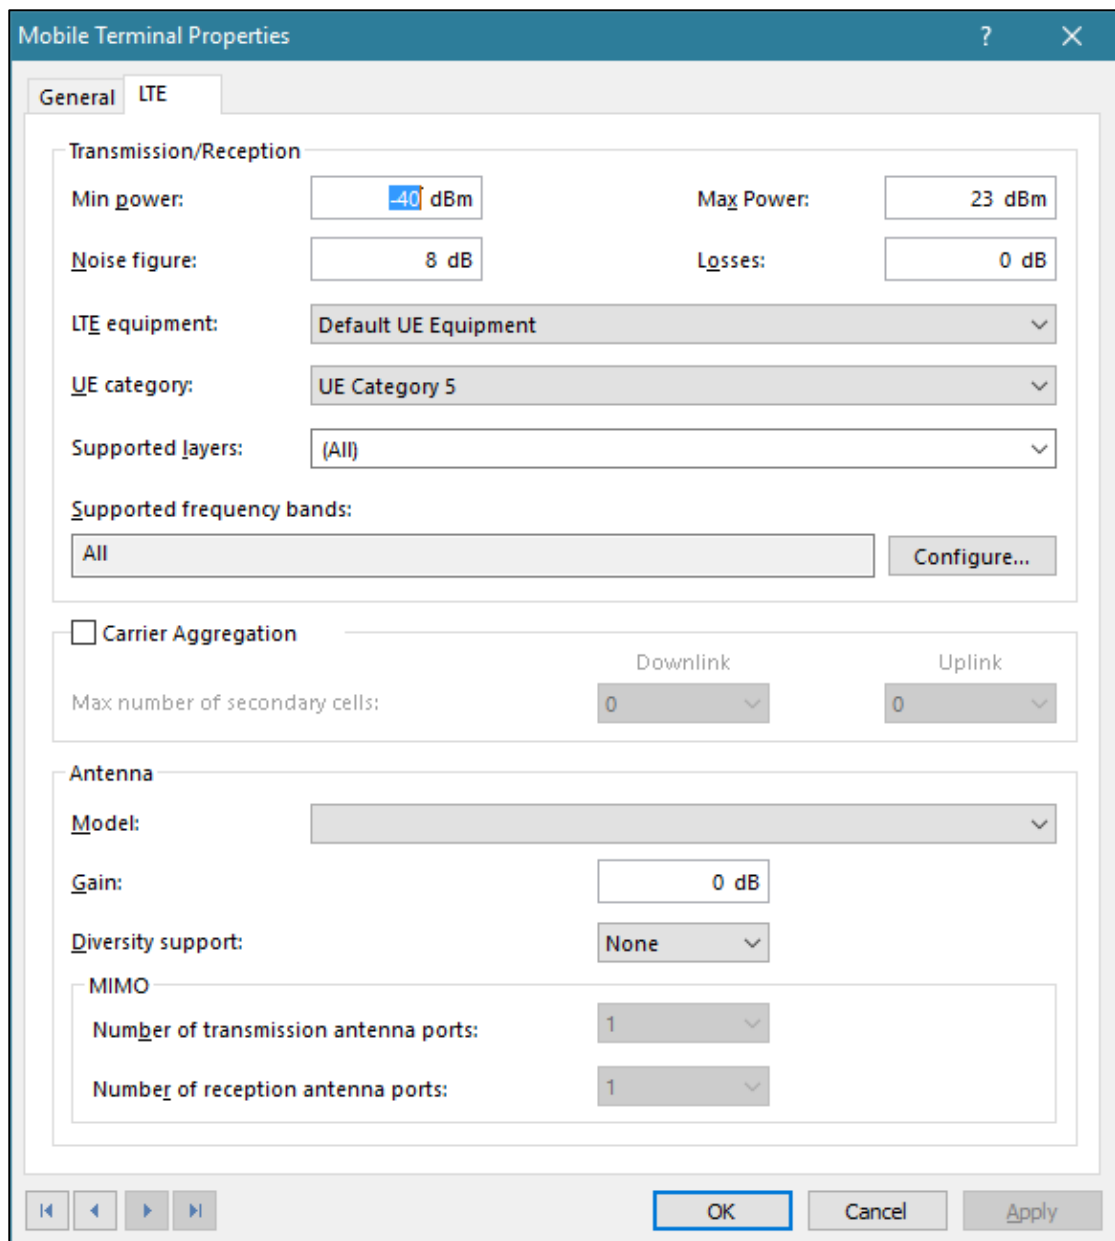 Mobile Terminal Properties ?
General LTE
Transmission/Reception
Min power: -40 dBm Max Power: 23 dBm
Noise figure: 8 dB Losses: 0 dB
LTE equipment: Default UE Equipment
UE category: UE Category 5
Supported layers: (All)
Supported frequency bands:
All Configure...
Carrier Aggregation
Downlink Uplink
Max number of secondary cells: 0 0
Antenna
Model:
Gain: 0 dB
Diversity support: None
MIMO
Number of transmission antenna ports: 1
Number of reception antenna ports: 1
OK Cancel Apply